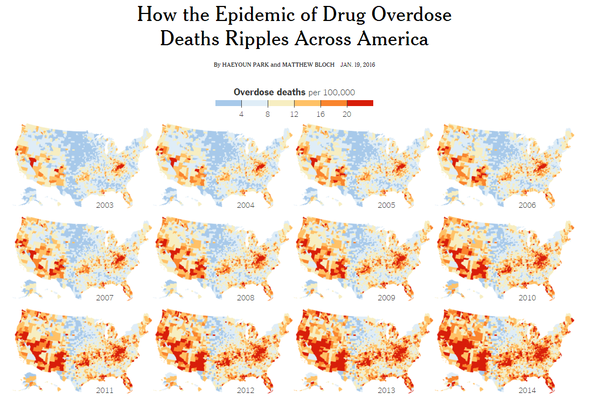 How the Epidemic of Drug Overdose
Deaths Ripples Across America
By HAEYOUN PARK and MATTHEW BLOCH JAN. 19, 2016
Overdose deaths per 100,000
4 8 12 16 20
2003 2004 2005 2006
2007 2008 2009 2010
2011 2012 2013 2014